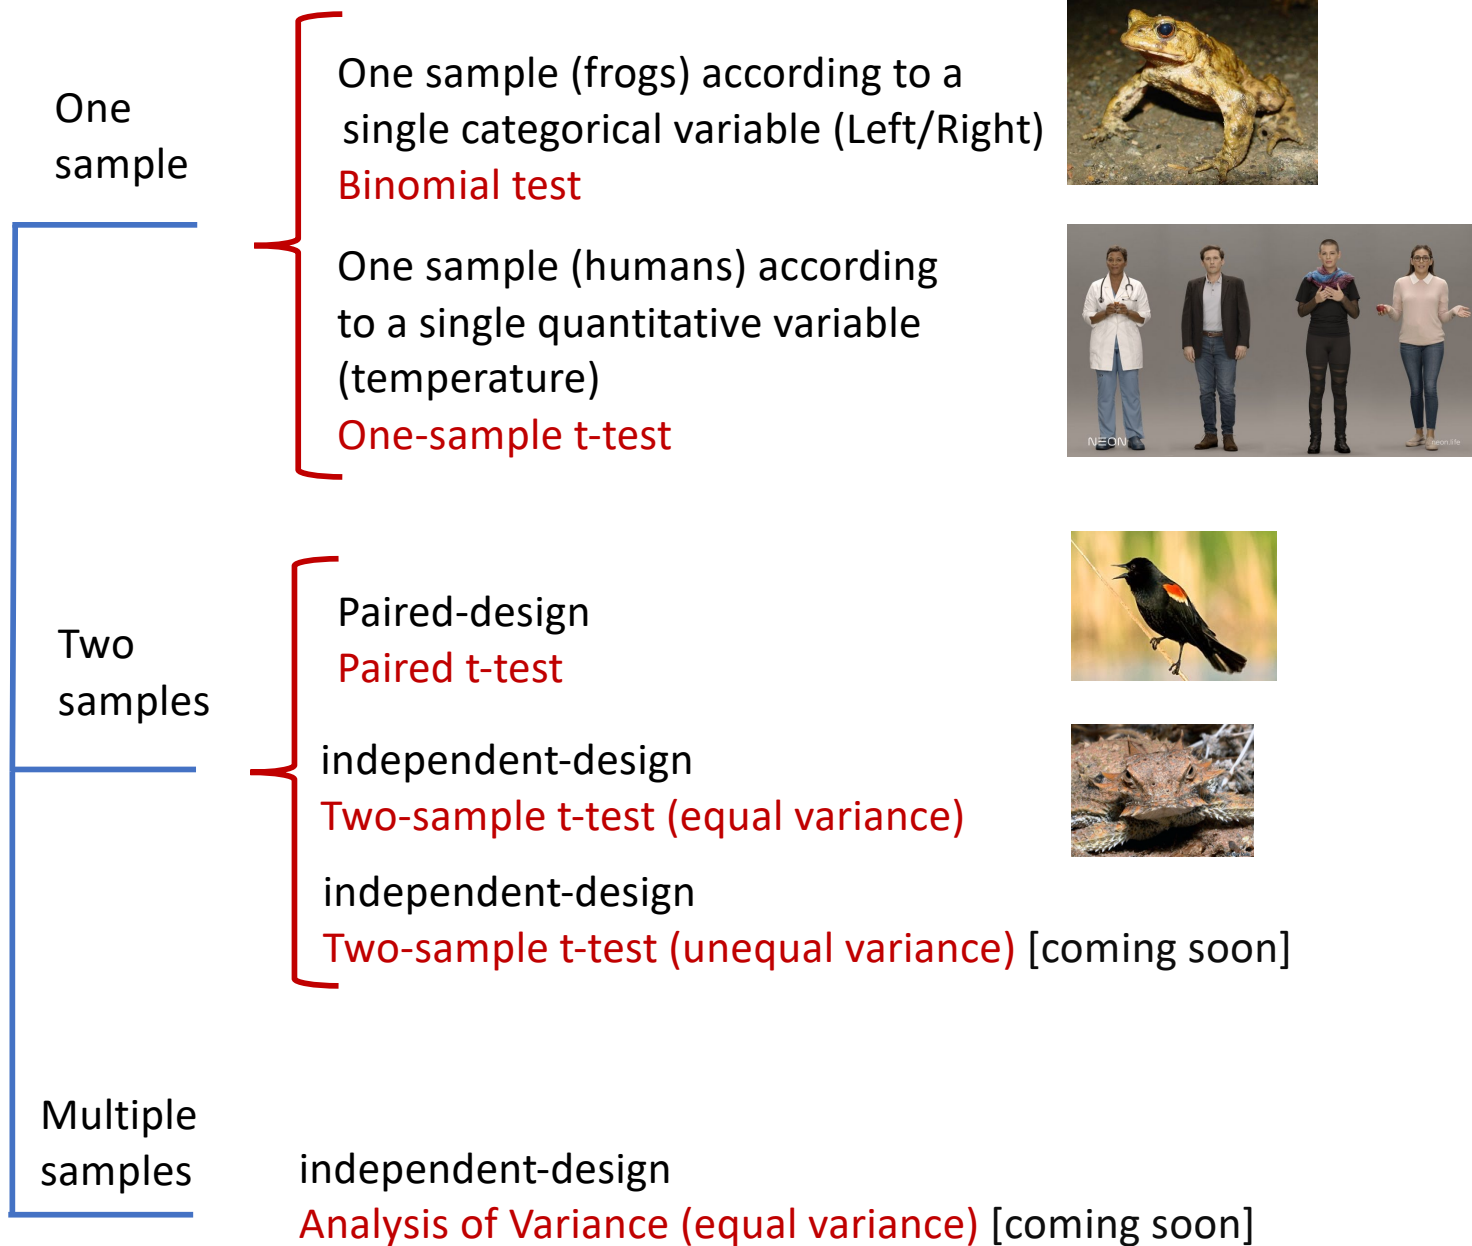 One
sample
One sample (frogs) according to a
single categorical variable (Left/Right)
Binomial test
One sample (humans) according
to a single quantitative variable
(temperature)
One-sample t-test
NEON
neon.life
Two
samples
Paired-design
Paired t-test
independent-design
Two-sample t-test (equal variance)
independent-design
Two-sample t-test (unequal variance) [coming soon]
Multiple
samples
independent-design
Analysis of Variance (equal variance) [coming soon]